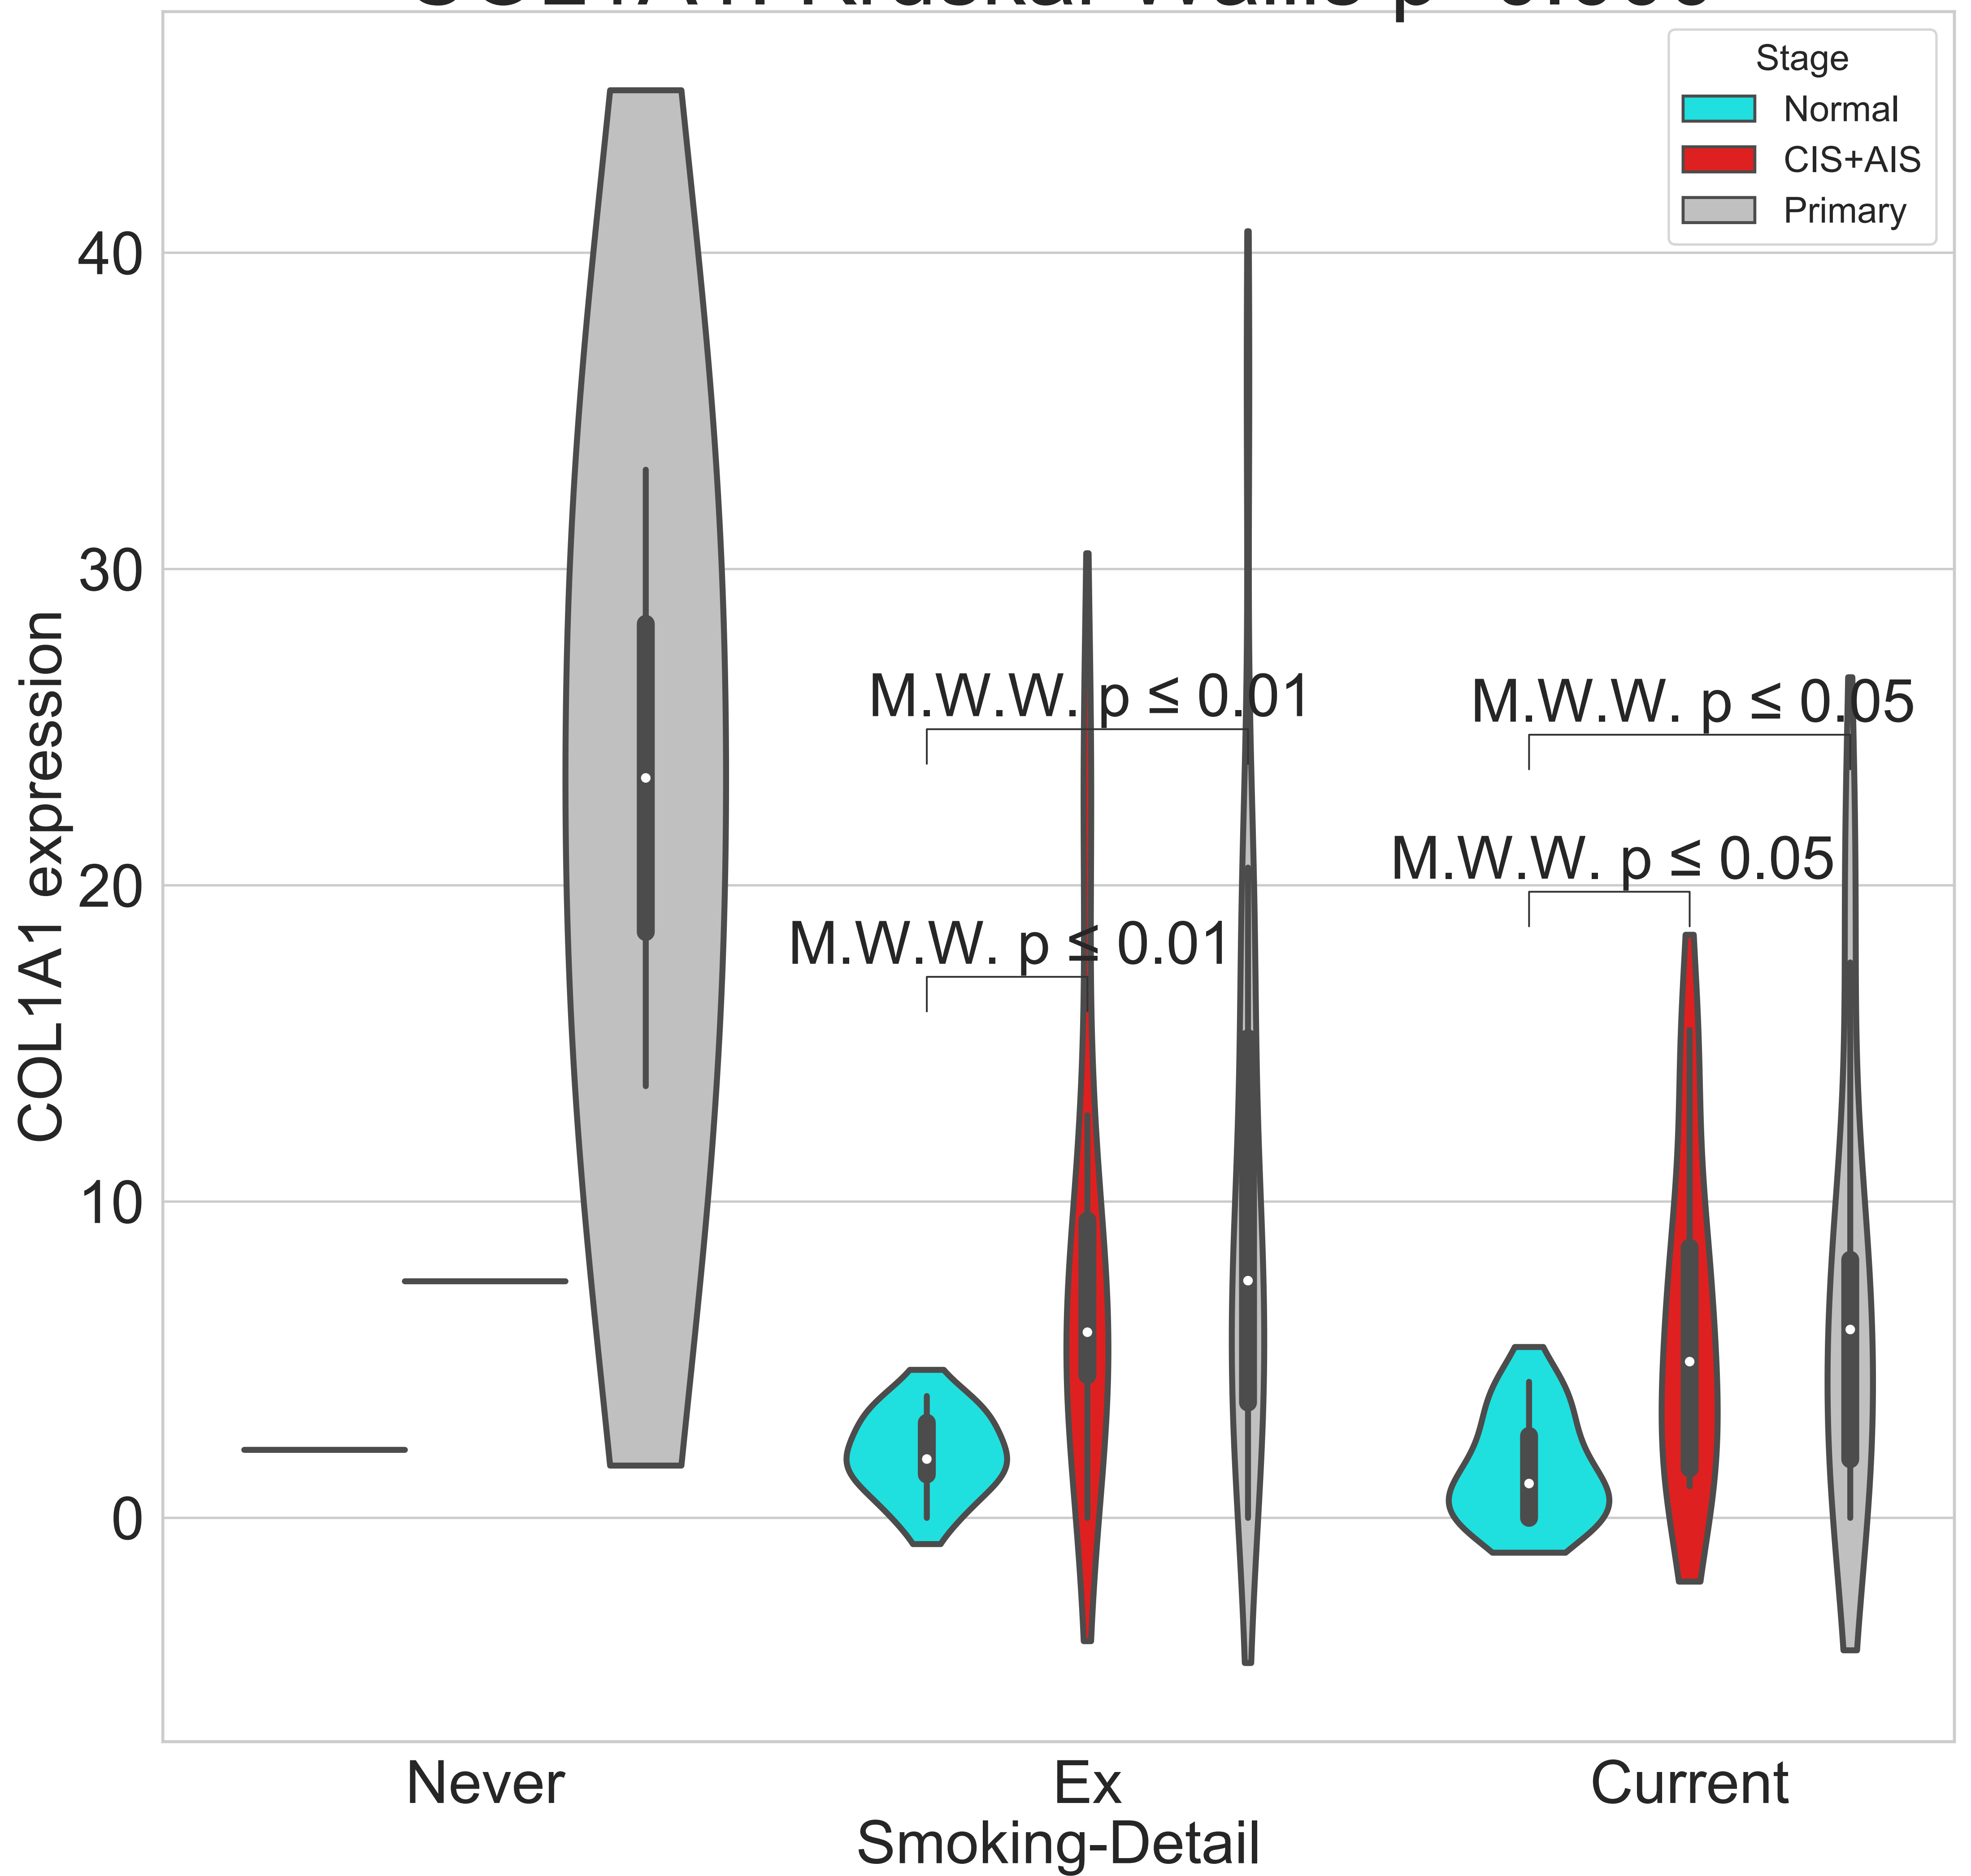 Stage
Normal
CIS+AIS
Primary
COL1A1 expression
40
30
20
10
0
M.W.W. p ≤ 0.01
M.W.W. p ≤ 0.05
M.W.W. p ≤ 0.05
M.W.W. p ≤ 0.01
Never
Ex
Current
Smoking-Detail